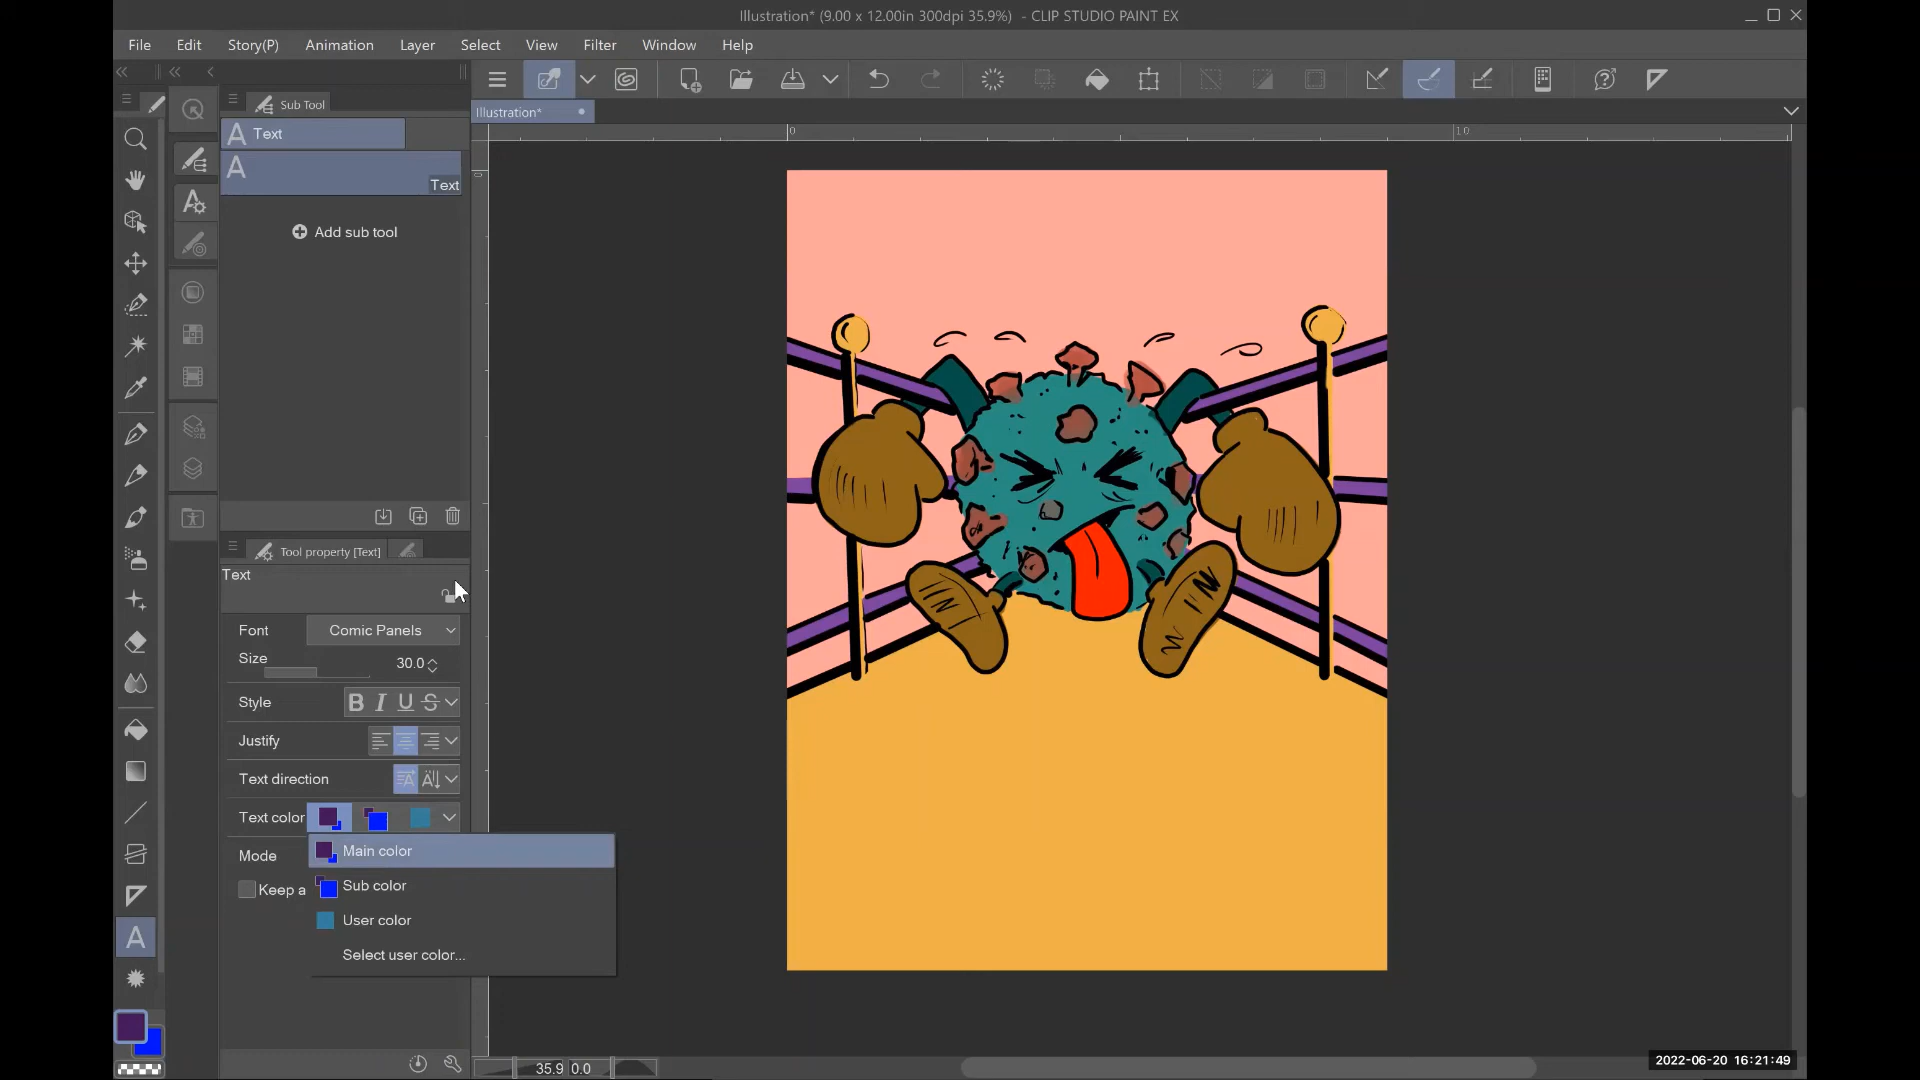 Illustration* (9.00 x 12.00in 300dpi 35.9%) - CLIP STUDIO PAINT EX
File Edit Story(P) Animation Layer Select View Filter Window Help
Sub Tool
Illustration*
A Text
0 10
A
Text
0
Add sub tool
Tool property [Text]
Text
Font Comic Panels
Size 30.0
Style B I U S
Justify
Text direction
Text color
Main color
Mode
Sub color
Keep a
User color
A
Select user color...
35.9 0.0
2022-06-20 16:21:49